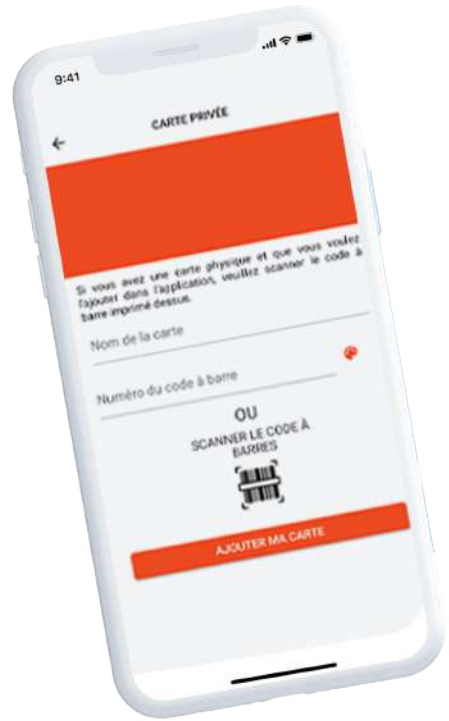 9:41
CARTE PRIVÉE
Si vous avez une carte physique et que vous voulez
l'ajouter dans l'application, veuillez scanner le code à
barre imprimé dessus.
Nom de la carte
Numéro du code à barre
OU
SCANNER LE CODE À
BARRES
AJOUTER MA CARTE